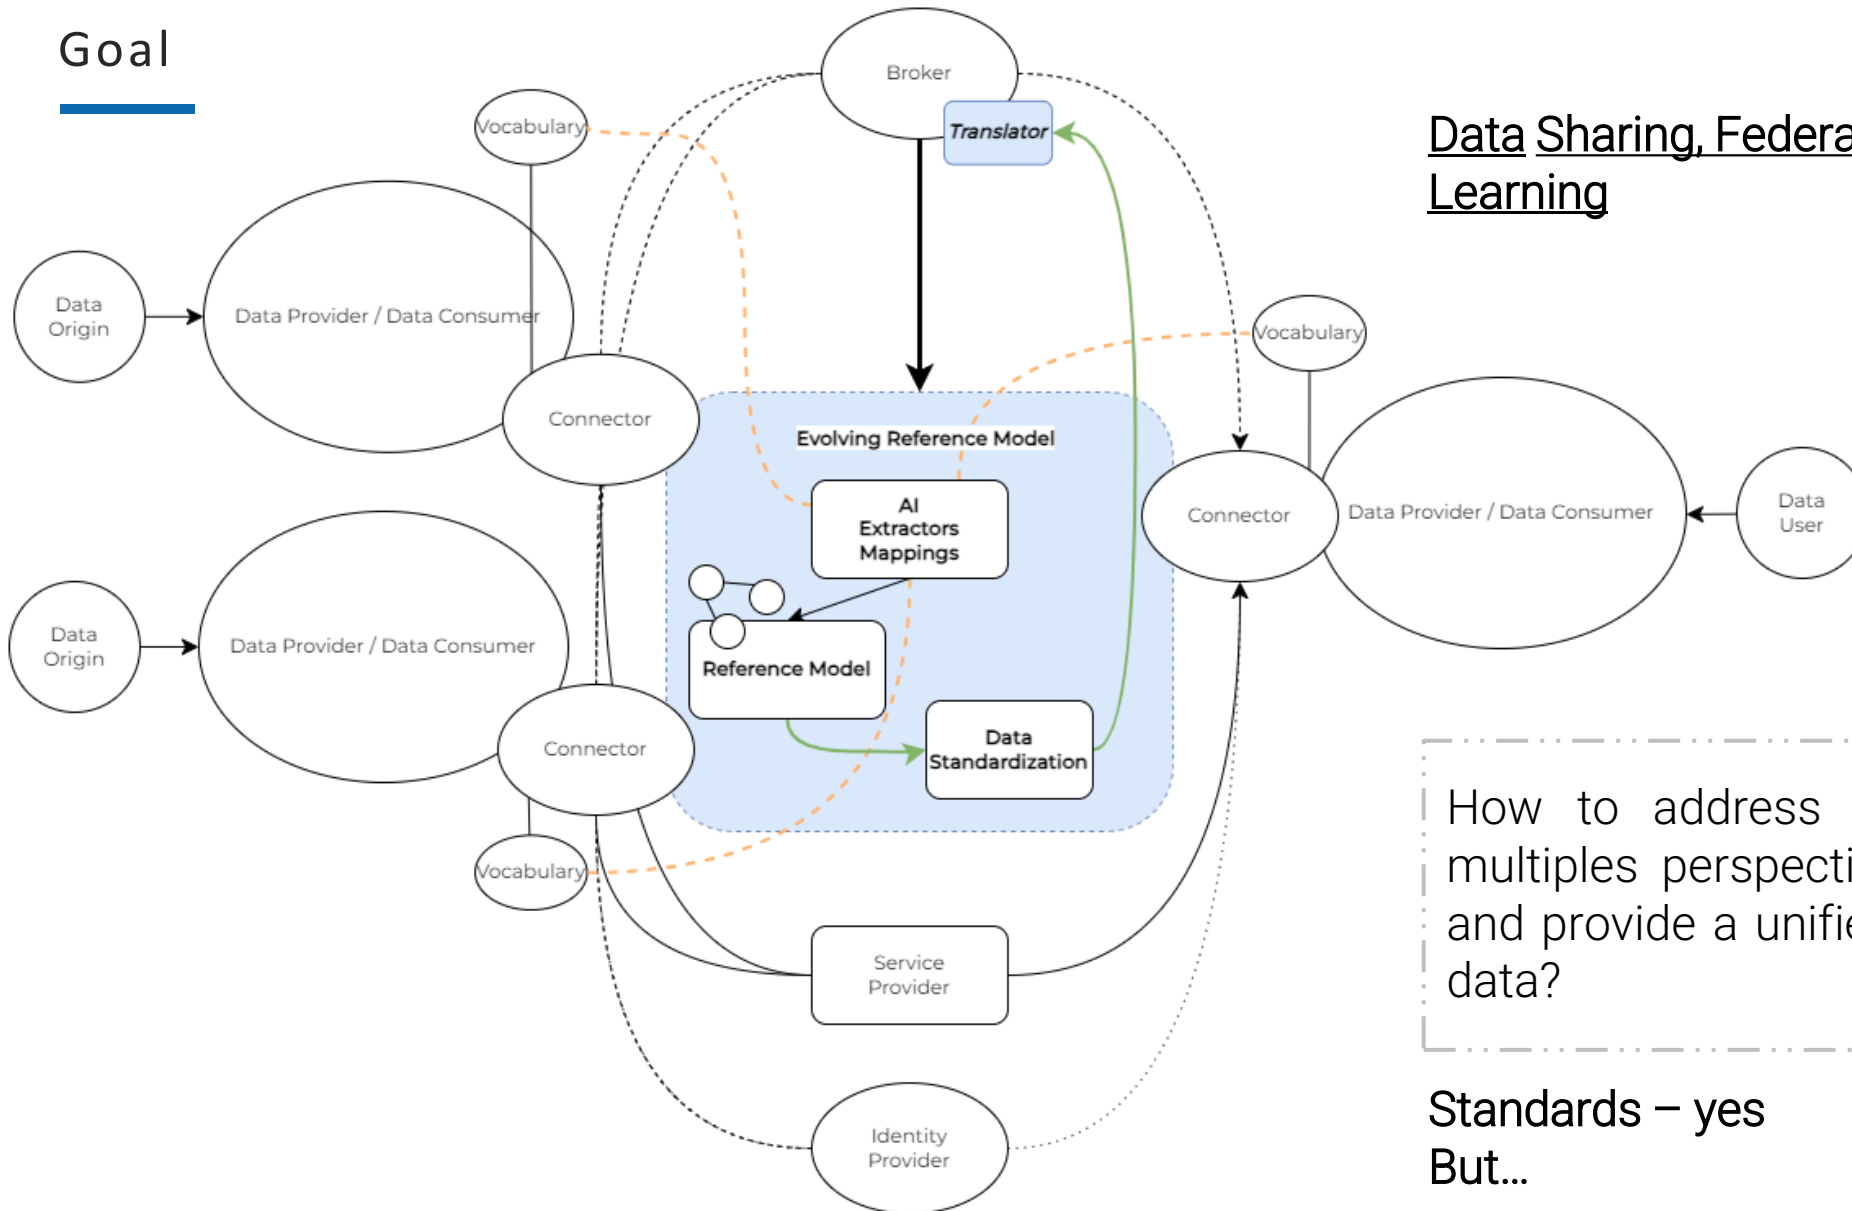 Goal
Broker
Translator
Vocabulary
Data Sharing, Federa
Learning
Data
Origin
Data Provider / Data Consumer
Vocabulary
Connector
Evolving Reference Model
AI
Extractors
Mappings
Connector
Data Provider / Data Consumer
Data
User
Data
Origin
Data Provider / Data Consumer
Reference Model
Connector
Data
Standardization
Vocabulary
How to address
multiples perspecti
and provide a unifie
data?
Service
Provider
Identity
Provider
Standards – yes
But...